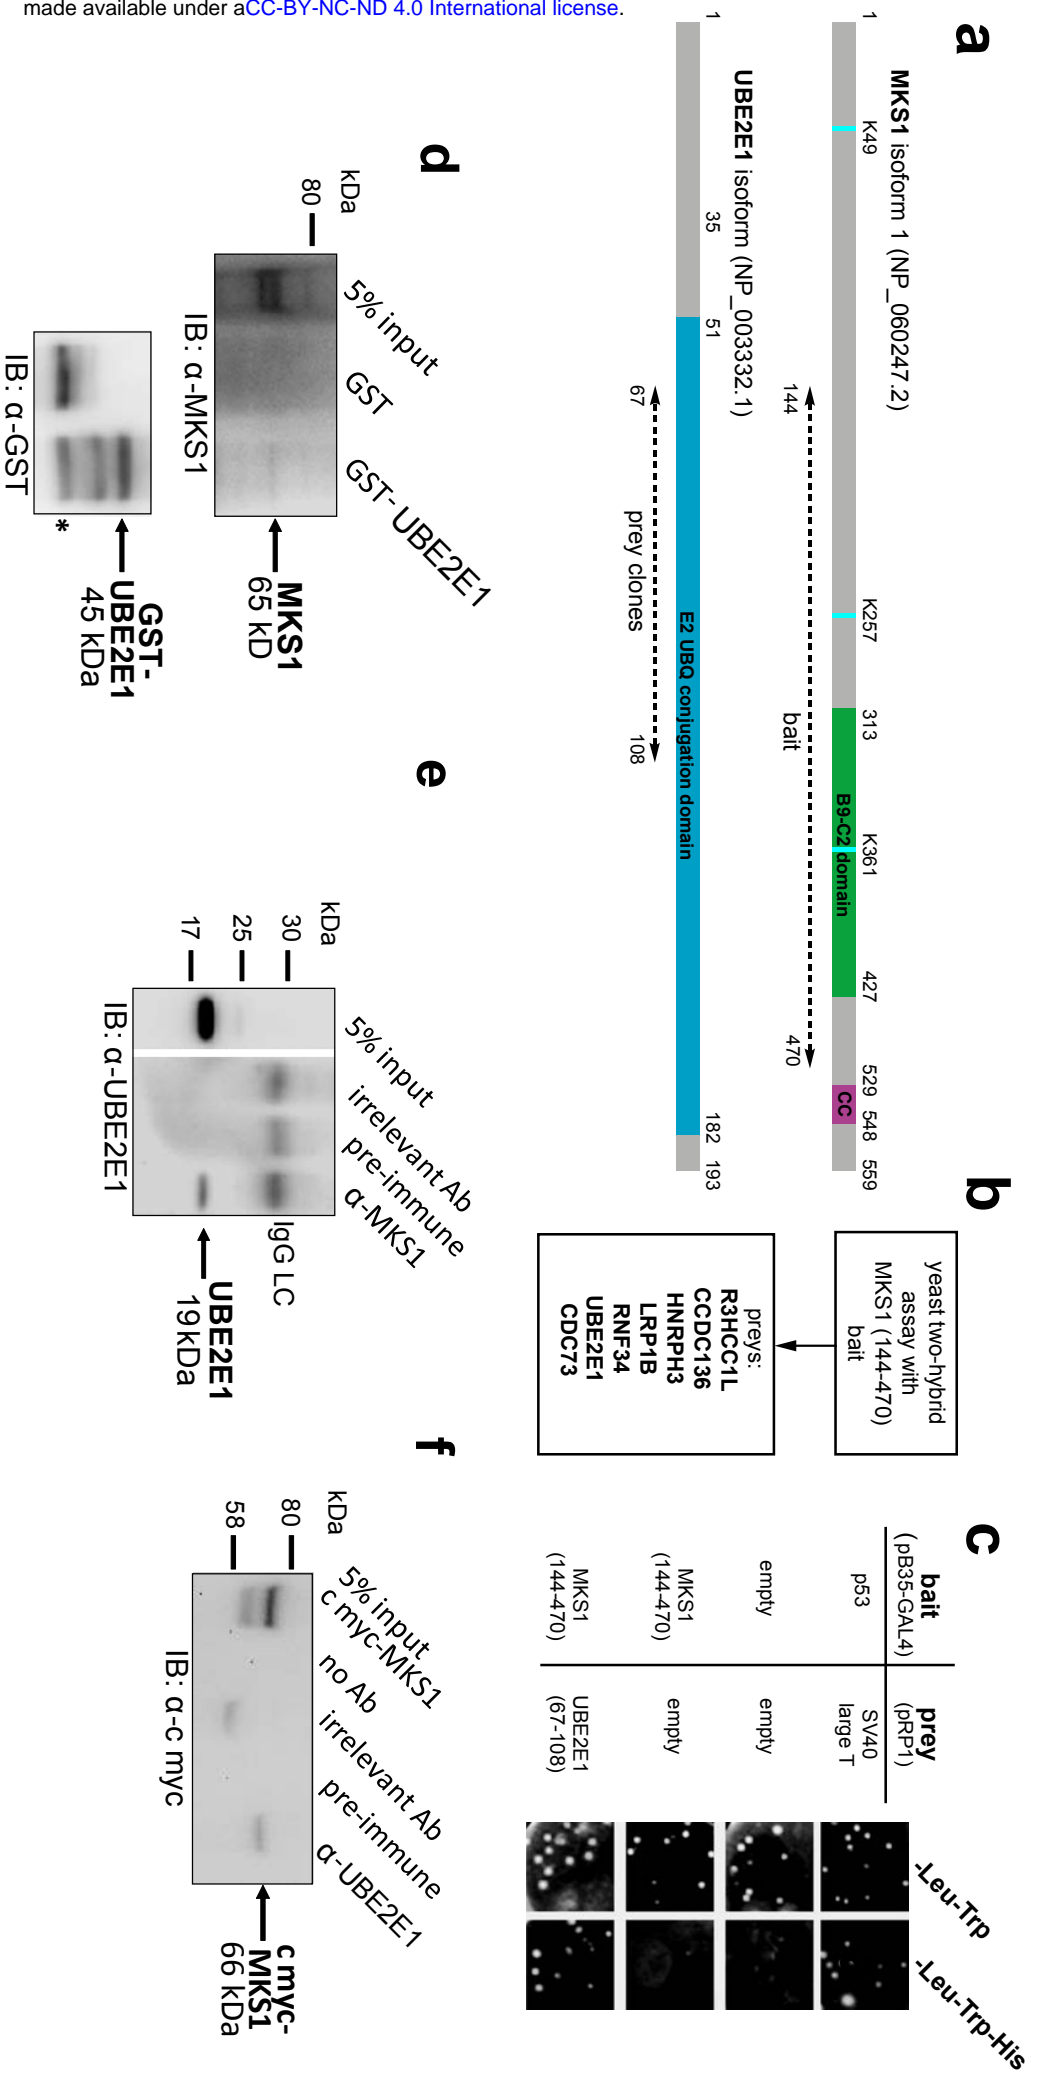 made available under aCC-BY-NC-ND 4.0 International license.
a
MKS1 isoform 1 (NP_060247.2)
1
K49
K257
313
K361
427
529
548
559
B9-C2 domain
CC
144
bait
470
UBE2E1 isoform (NP_003332.1)
1
35
51
182
193
E2 UBQ conjugation domain
67
prey clones
108
b
yeast two-hybrid
assay with
MKS1 (144-470)
bait
preys:
R3HCC1L
CCDC136
HNRPH3
LRP1B
RNF34
UBE2E1
CDC73
c
bait
(pB35-GAL4)
prey
(pRP1)
-Leu-Trp
-Leu-Trp-His
p53
SV40
large T
empty
empty
MKS1
(144-470)
empty
MKS1
(144-470)
UBE2E1
(67-108)
d
kDa
80
5% input
GST
GST- UBE2E1
MKS1
65 kD
IB: α-MKS1
GST-
UBE2E1
45 kDa
*
IB: α-GST
e
kDa
30
25
17
5% input
irrelevant Ab
pre-immune
α-MKS1
IgG LC
UBE2E1
19kDa
IB: α-UBE2E1
f
kDa
80
58
5% input
c myc-MKS1
no Ab
irrelevant Ab
pre-immune
α-UBE2E1
c myc-
MKS1
66 kDa
IB: α-c myc